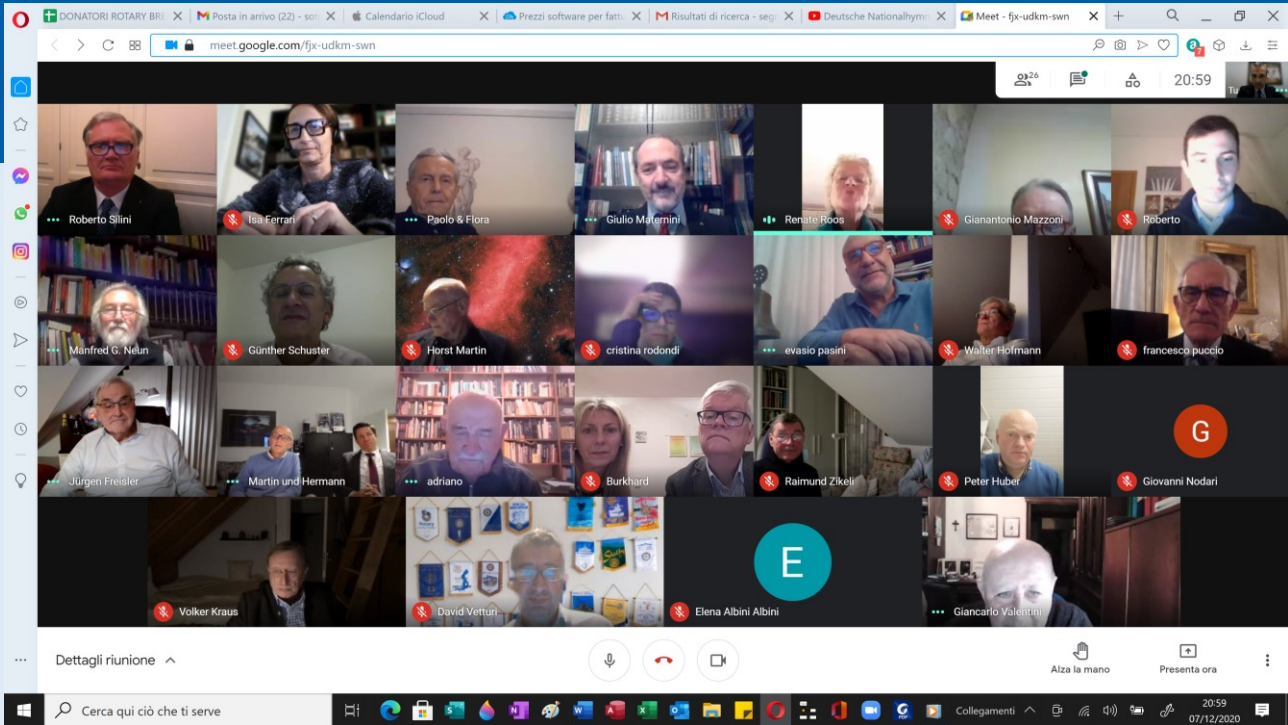 DONATORI ROTARY BRE
Posta in arrivo (22) - sot
Calendario iCloud
Prezzi software per fattu
Risultati di ricerca - segr
Deutsche Nationalhymn
Meet - fjx-udkm-swn
meet.google.com/fjx-udkm-swn
7
26
20:59
Tu
Roberto Silini
Isa Ferrari
Paolo & Flora
Giulio Maternini
Renate Roos
Gianantonio Mazzoni
Roberto
Manfred G. Neun
Günther Schuster
Horst Martin
cristina rodondi
evasio pasini
Walter Hofmann
francesco puccio
Jürgen Freisler
Martin und Hermann
adriano
Burkhard
Raimund Zikeli
Peter Huber
G
Giovanni Nodari
Volker Kraus
Rotary
David Vetturi
E
Elena Albini Albini
Giancarlo Valentini
Dettagli riunione
Alza la mano
Presenta ora
Cerca qui ciò che ti serve
Collegamenti
20:59
07/12/2020